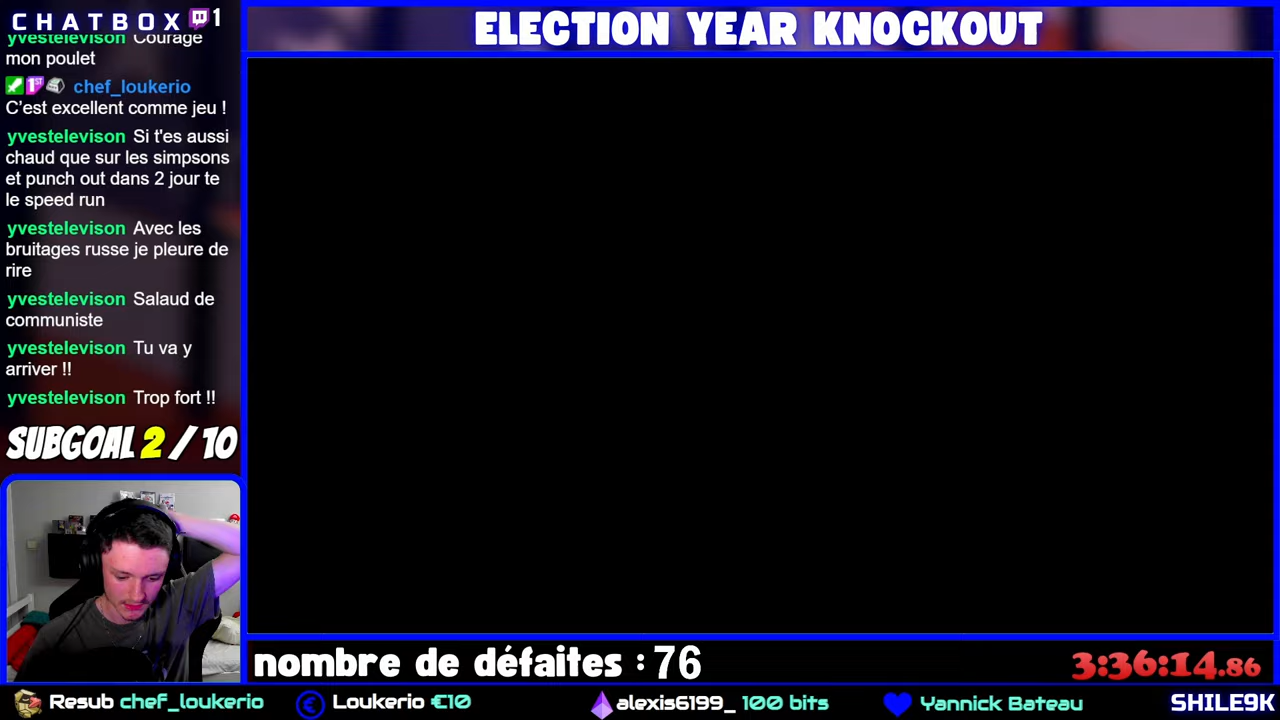 CHATBOX 1
ELECTION YEAR KNOCKOUT
yvestelevison Courage
mon poulet
1ST chef_loukerio
C'est excellent comme jeu !
yvestelevison Si t'es aussi
chaud que sur les simpsons
et punch out dans 2 jour te
le speed run
yvestelevison Avec les
bruitages russe je pleure de
rire
yvestelevison Salaud de
communiste
yvestelevison Tu va y
arriver !!
yvestelevison Trop fort !!
SUBGOAL 2 / 10
nombre de défaites : 76
3:36:14.86
Resub chef_loukerio
Loukerio €10
alexis6199_ 100 bits
Yannick Bateau
SHILE9K